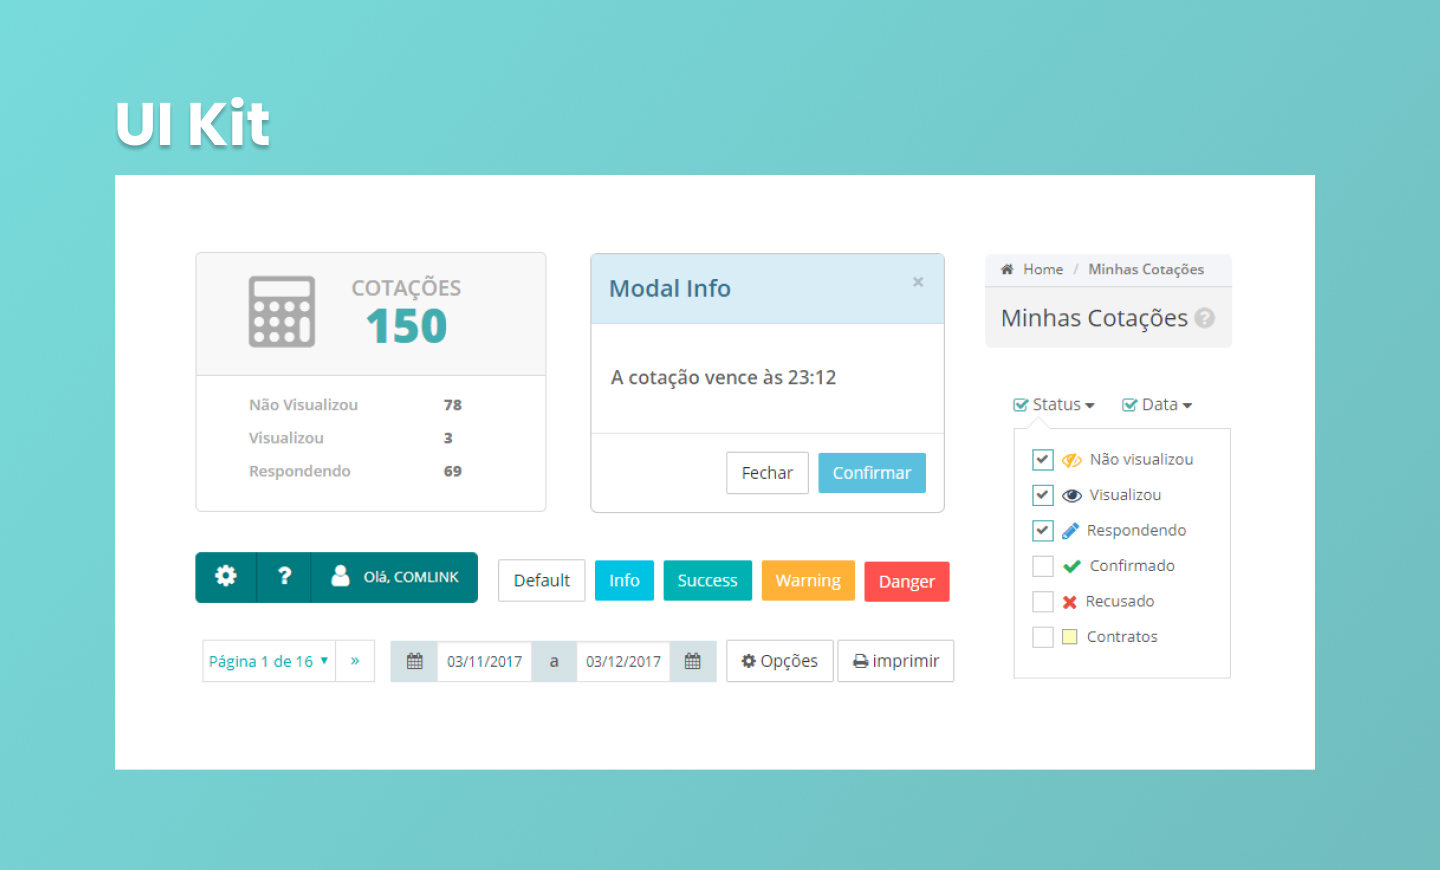 UI Kit
COTAÇÕES
150
Não Visualizou 78
Visualizou 3
Respondendo 69
Modal Info ×
A cotação vence às 23:12
Fechar Confirmar
Home / Minhas Cotações
Minhas Cotações ?
Status Data
Não visualizou
Visualizou
Respondendo
Confirmado
Recusado
Contratos
? Olá, COMLINK
Default Info Success Warning Danger
Página 1 de 16 »
03/11/2017 a 03/12/2017
Opções imprimir